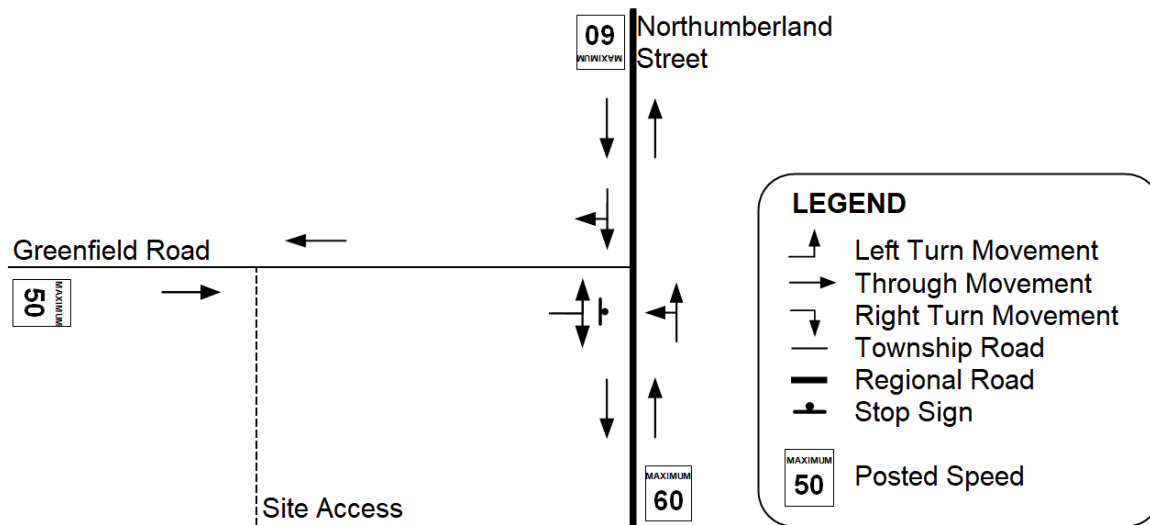 MAXIMUM
60
Northumberland
Street
Greenfield Road
MAXIMUM
50
Site Access
MAXIMUM
60
LEGEND
Left Turn Movement
Through Movement
Right Turn Movement
Township Road
Regional Road
Stop Sign
MAXIMUM
50
Posted Speed